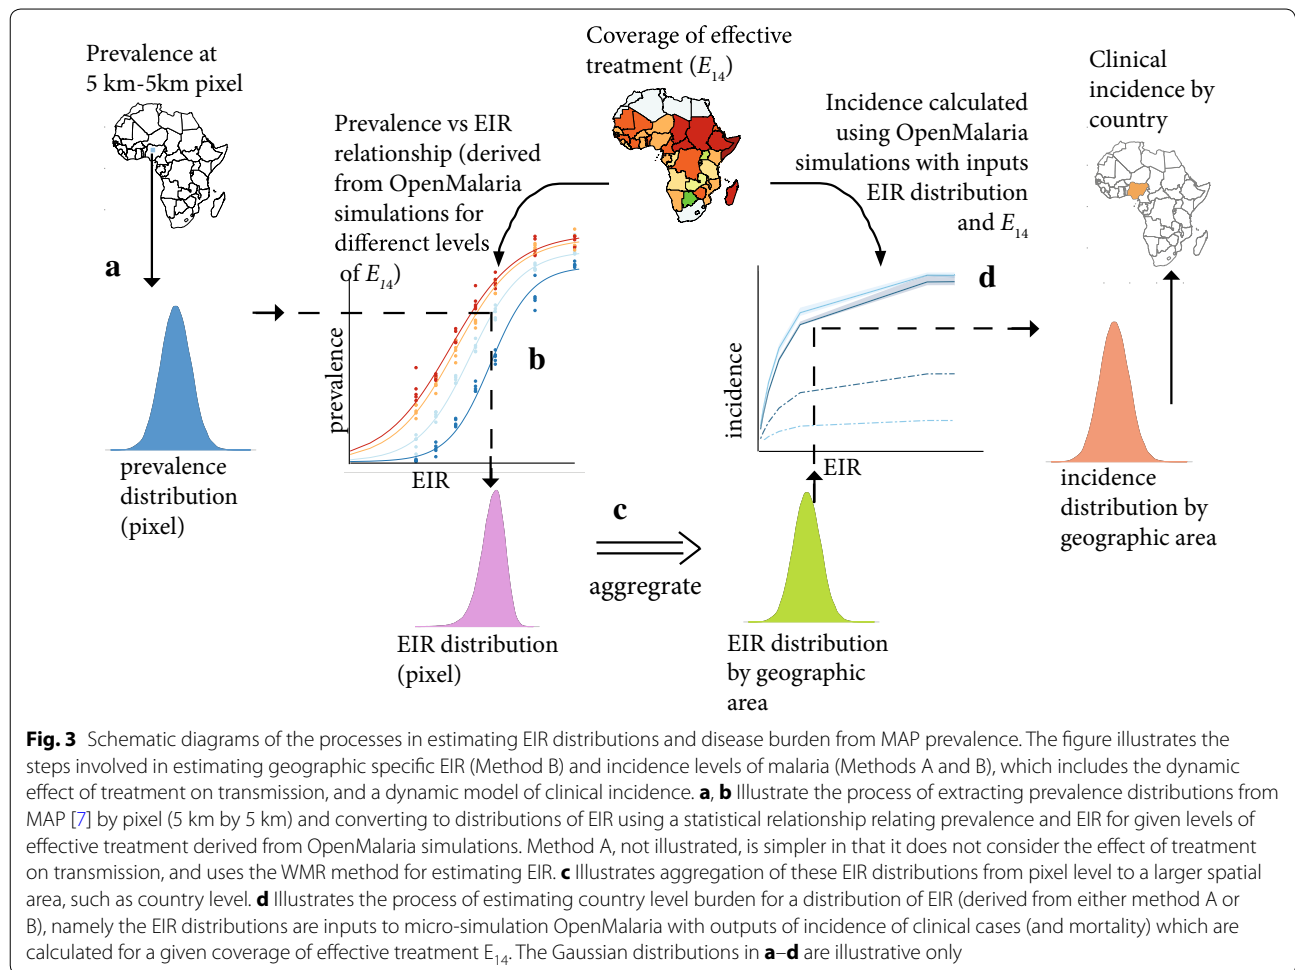 Prevalence at
5 km-5km pixel
Coverage of effective
treatment (E14)
Clinical
incidence by
country
Prevalence vs EIR
relationship (derived
from OpenMalaria
simulations for
differenct levels
of E14)
Incidence calculated
using OpenMalaria
simulations with inputs
EIR distribution
and E14
a
b
d
prevalence
EIR
incidence
EIR
prevalence
distribution
(pixel)
c
aggregrate
EIR distribution
(pixel)
EIR distribution
by geographic
area
incidence
distribution by
geographic area
Fig. 3 Schematic diagrams of the processes in estimating EIR distributions and disease burden from MAP prevalence. The figure illustrates the
steps involved in estimating geographic specific EIR (Method B) and incidence levels of malaria (Methods A and B), which includes the dynamic
effect of treatment on transmission, and a dynamic model of clinical incidence. a, b Illustrate the process of extracting prevalence distributions from
MAP [7] by pixel (5 km by 5 km) and converting to distributions of EIR using a statistical relationship relating prevalence and EIR for given levels of
effective treatment derived from OpenMalaria simulations. Method A, not illustrated, is simpler in that it does not consider the effect of treatment
on transmission, and uses the WMR method for estimating EIR. c Illustrates aggregation of these EIR distributions from pixel level to a larger spatial
area, such as country level. d Illustrates the process of estimating country level burden for a distribution of EIR (derived from either method A or
B), namely the EIR distributions are inputs to micro-simulation OpenMalaria with outputs of incidence of clinical cases (and mortality) which are
calculated for a given coverage of effective treatment E14. The Gaussian distributions in a–d are illustrative only